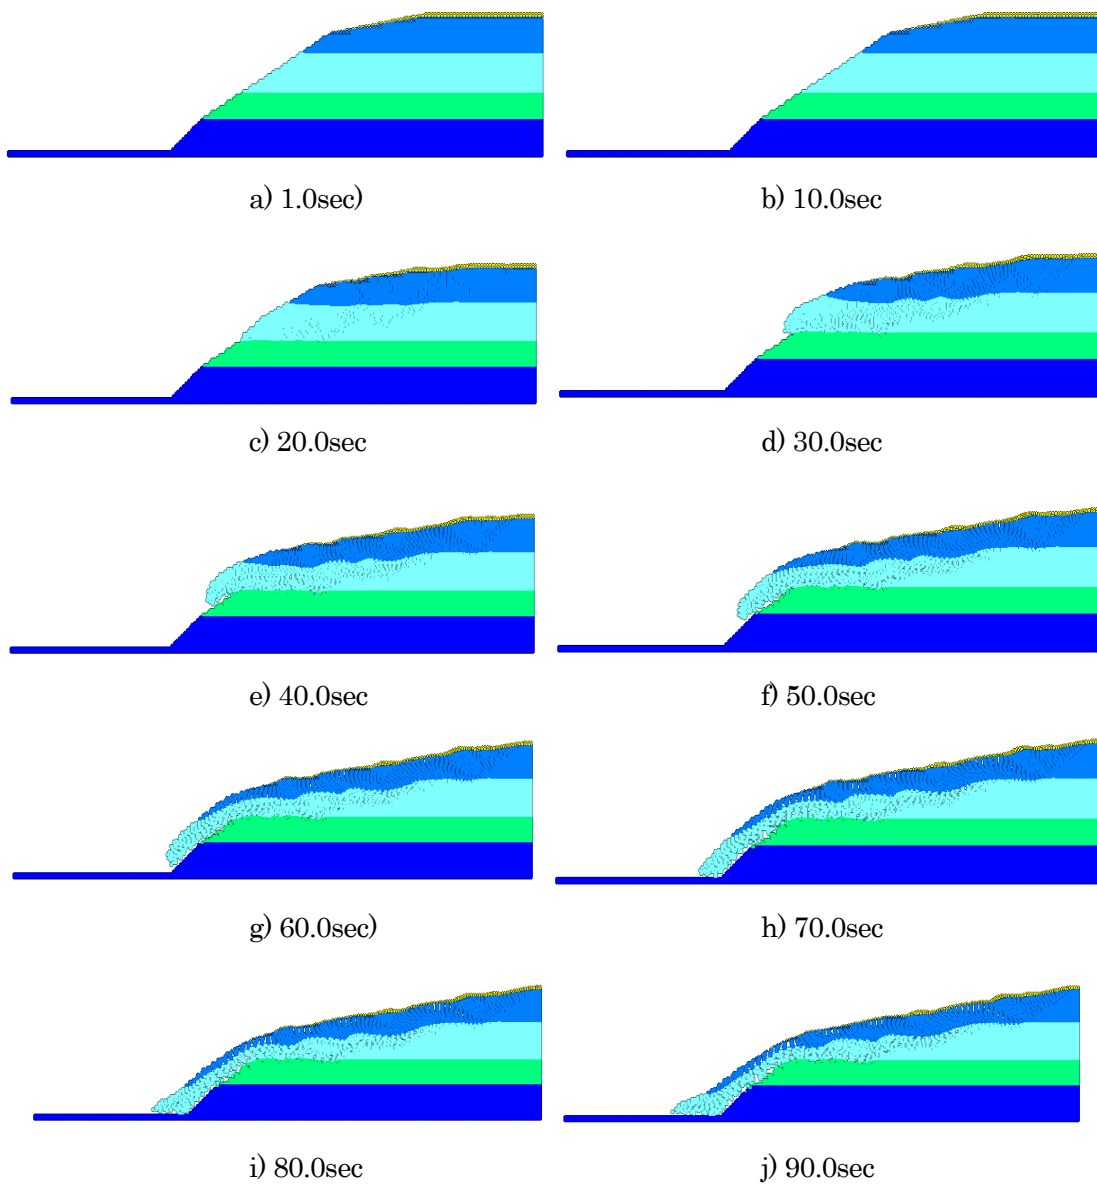 a) 1.0sec)
b) 10.0sec
c) 20.0sec
d) 30.0sec
e) 40.0sec
f) 50.0sec
g) 60.0sec)
h) 70.0sec
i) 80.0sec
j) 90.0sec